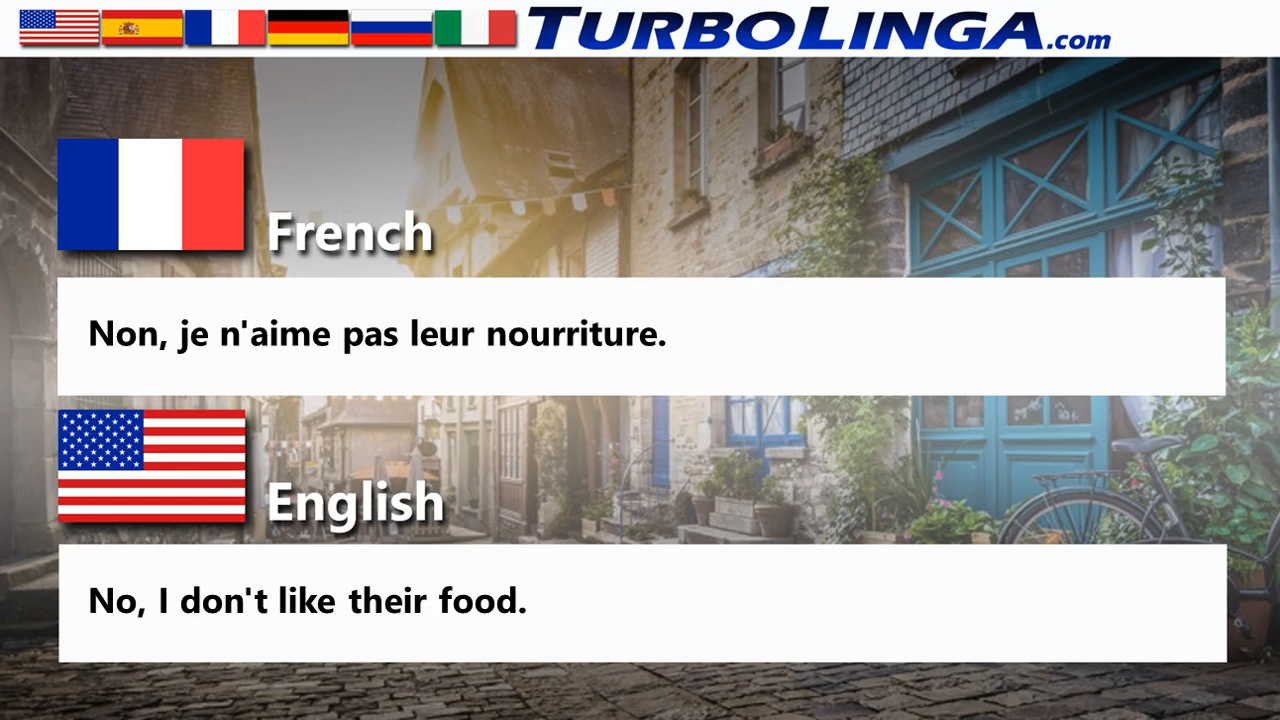 TURBOLINGA.com
French
Non, je n'aime pas leur nourriture.
English
No, I don't like their food.